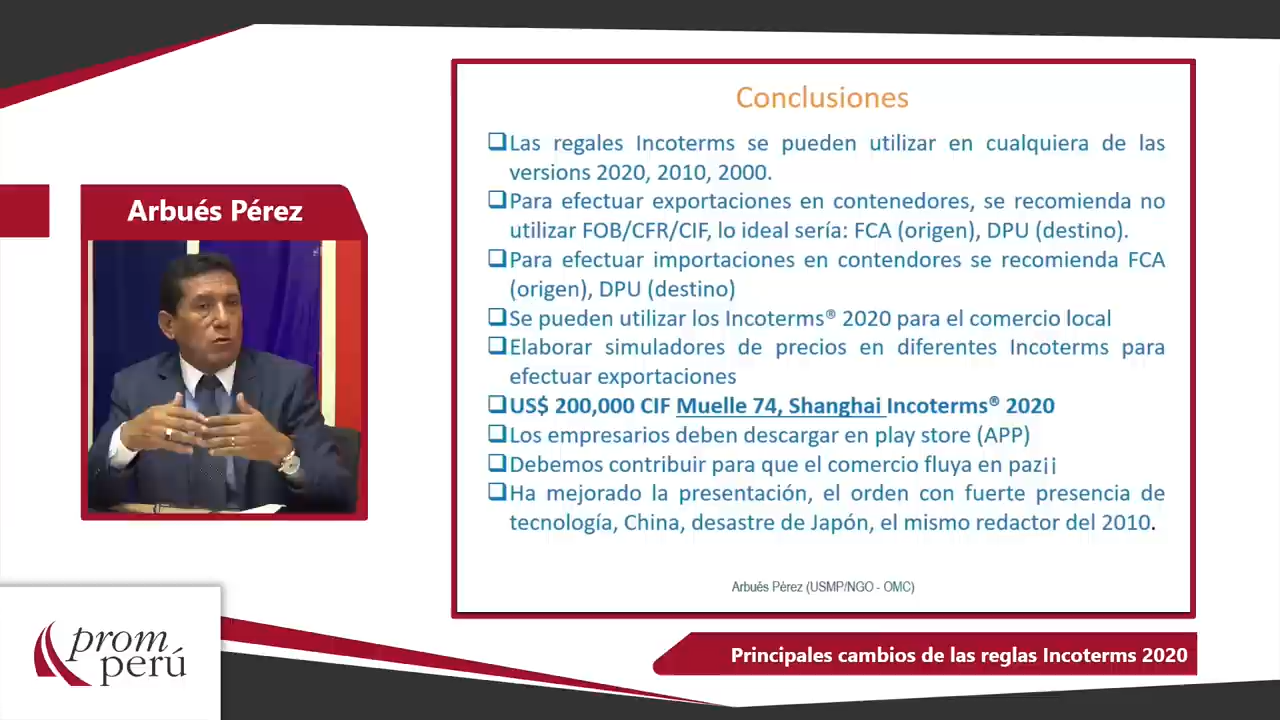 Arbués Pérez
Conclusiones
❑Las regales Incoterms se pueden utilizar en cualquiera de las
versions 2020, 2010, 2000.
❑Para efectuar exportaciones en contenedores, se recomienda no
utilizar FOB/CFR/CIF, lo ideal sería: FCA (origen), DPU (destino).
❑Para efectuar importaciones en contendores se recomienda FCA
(origen), DPU (destino)
❑Se pueden utilizar los Incoterms® 2020 para el comercio local
❑Elaborar simuladores de precios en diferentes Incoterms para
efectuar exportaciones
❑US$ 200,000 CIF Muelle 74, Shanghai Incoterms® 2020
❑Los empresarios deben descargar en play store (APP)
❑Debemos contribuir para que el comercio fluya en paz¡¡
❑Ha mejorado la presentación, el orden con fuerte presencia de
tecnología, China, desastre de Japón, el mismo redactor del 2010.
Arbués Pérez (USMP/NGO - OMC)
prom
perú
Principales cambios de las reglas Incoterms 2020